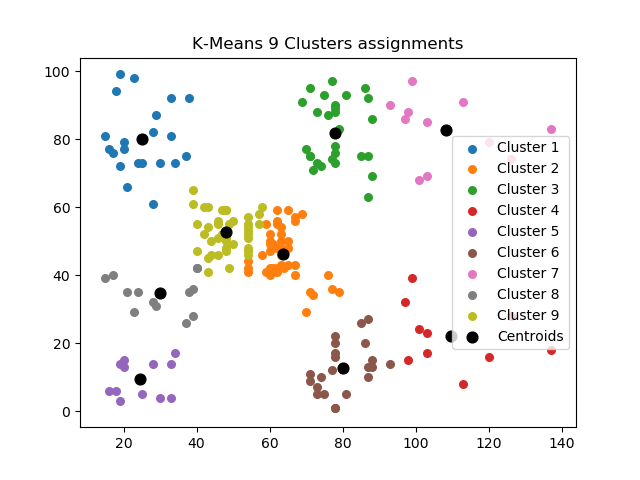 K-Means 9 Clusters assignments
100
80
60
40
20
0
20 40 60 80 100 120 140
Cluster 1
Cluster 2
Cluster 3
Cluster 4
Cluster 5
Cluster 6
Cluster 7
Cluster 8
Cluster 9
Centroids